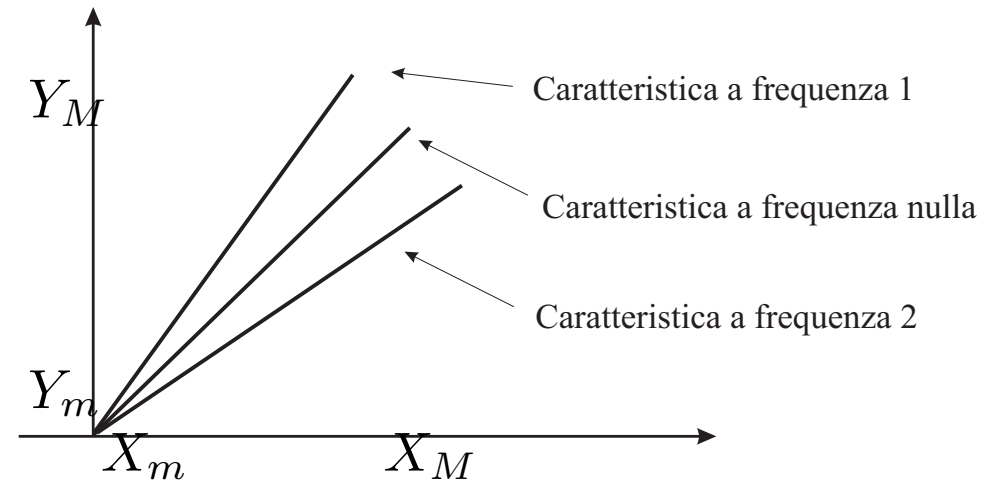 Y_M
Caratteristica a frequenza 1
Caratteristica a frequenza nulla
Caratteristica a frequenza 2
Y_m
X_m
X_M